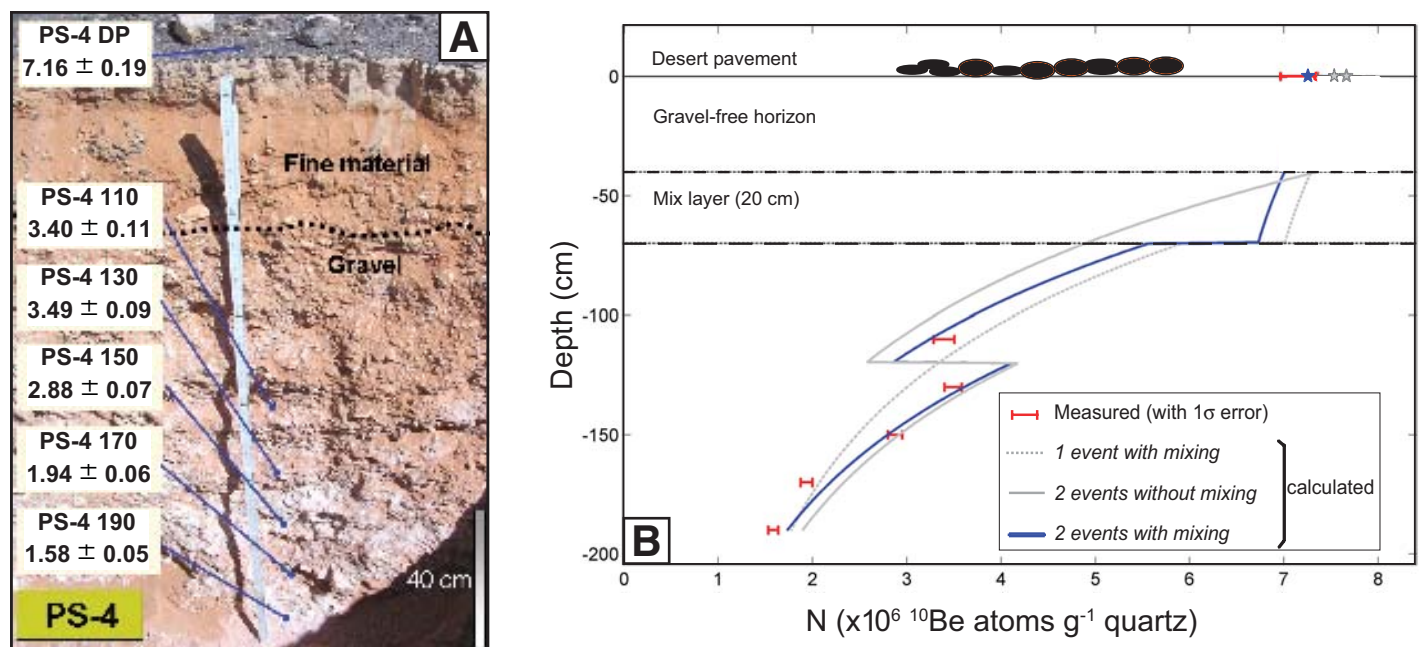 A
PS-4 DP
7.16 ± 0.19
Fine material
PS-4 110
3.40 ± 0.11
Gravel
PS-4 130
3.49 ± 0.09
PS-4 150
2.88 ± 0.07
PS-4 170
1.94 ± 0.06
PS-4 190
1.58 ± 0.05
40 cm
PS-4
Desert pavement
Gravel-free horizon
Mix layer (20 cm)
0
-50
-100
-150
-200
Depth (cm)
Measured (with 1σ error)
1 event with mixing
2 events without mixing
2 events with mixing
calculated
B
0 1 2 3 4 5 6 7 8
N (x10⁶ ¹⁰Be atoms g⁻¹ quartz)